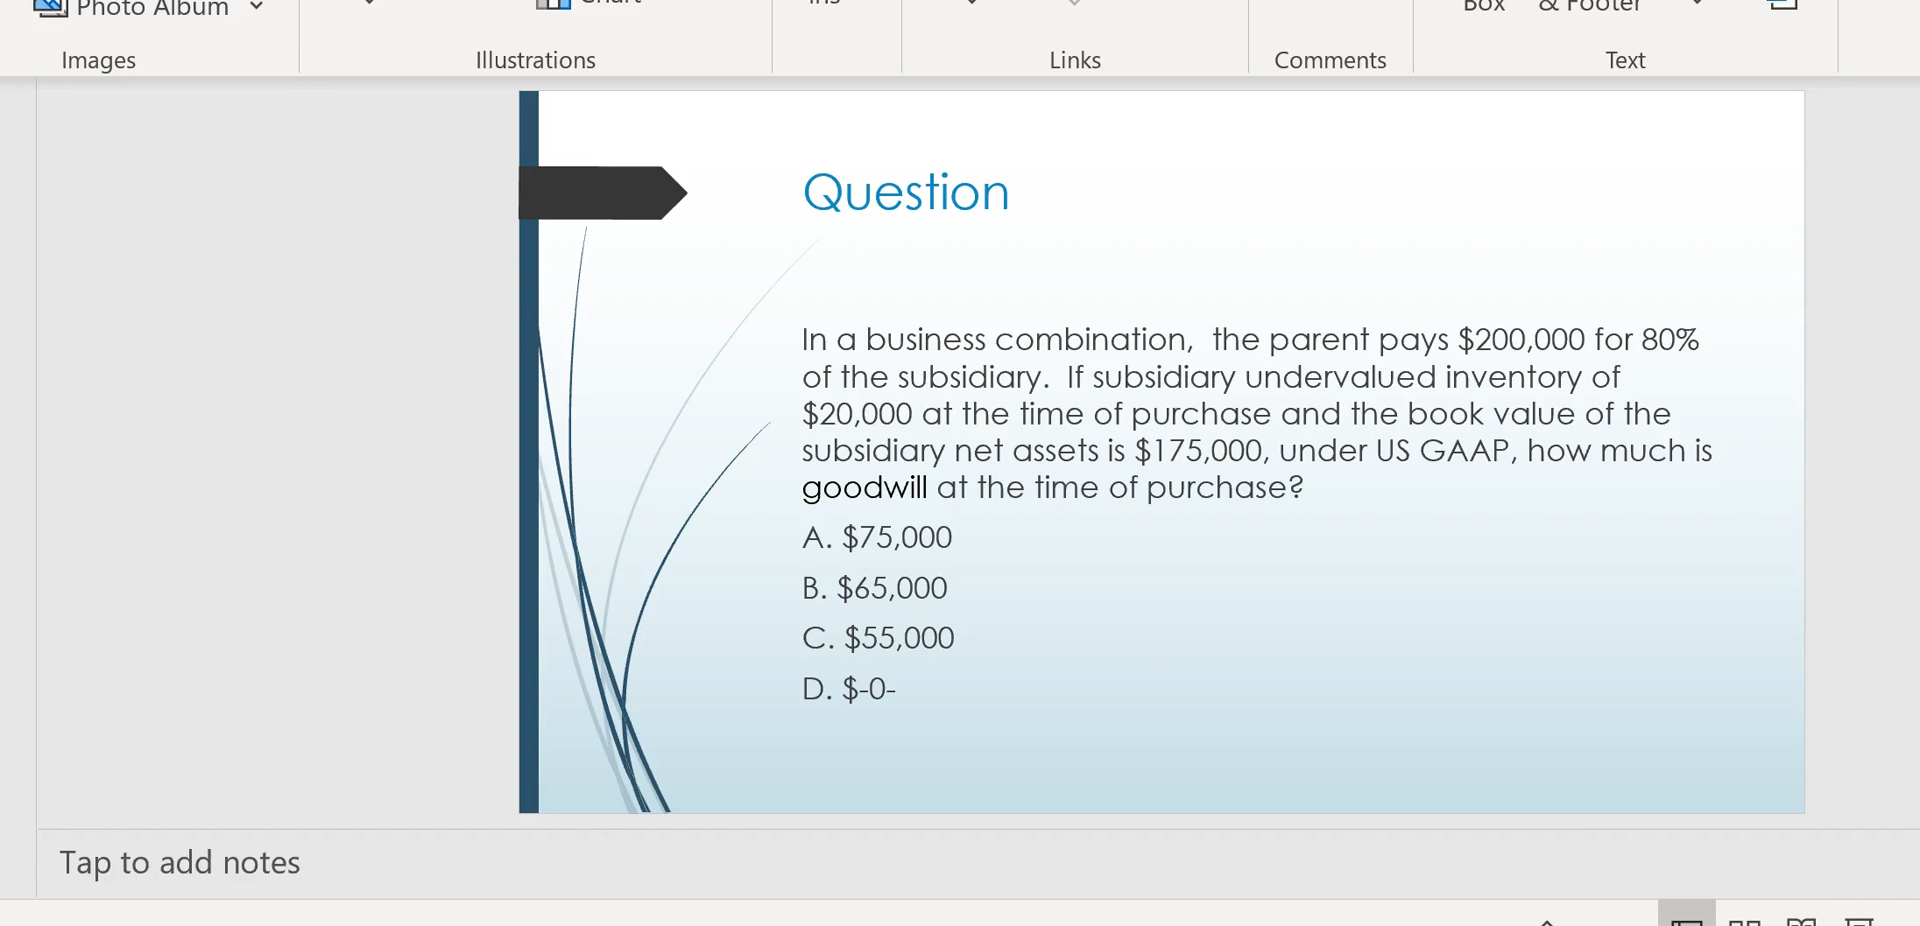 Photo Album
Chart
Box & Footer
Images
Illustrations
Links
Comments
Text
Question
In a business combination, the parent pays $200,000 for 80%
of the subsidiary. If subsidiary undervalued inventory of
$20,000 at the time of purchase and the book value of the
subsidiary net assets is $175,000, under US GAAP, how much is
goodwill at the time of purchase?
A. $75,000
B. $65,000
C. $55,000
D. $-0-
Tap to add notes